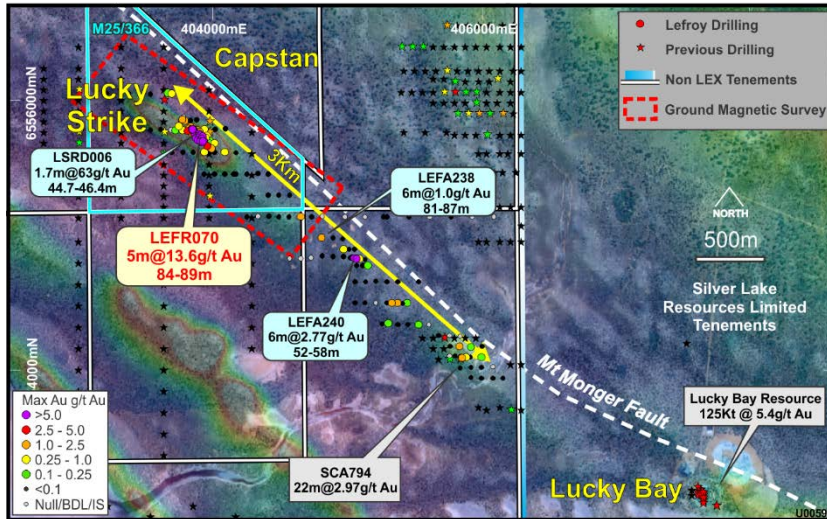 M25/366
404000mE
406000mE
Capstan
Lucky
Strike
6556000mN
LSRD006
1.7m@63g/t Au
44.7-46.4m
LEFR070
5m@13.6g/t Au
84-89m
3Km
LEFA238
6m@1.0g/t Au
81-87m
LEFA240
6m@2.77g/t Au
52-58m
4000mN
SCA794
22m@2.97g/t Au
Lefroy Drilling
Previous Drilling
Non LEX Tenements
Ground Magnetic Survey
NORTH
500m
Silver Lake
Resources Limited
Tenements
Mt Monger Fault
Lucky Bay Resource
125Kt @ 5.4g/t Au
Lucky Bay
U0059
Max Au g/t Au
>5.0
2.5 - 5.0
1.0 - 2.5
0.25 - 1.0
0.1 - 0.25
<0.1
Null/BDL/IS